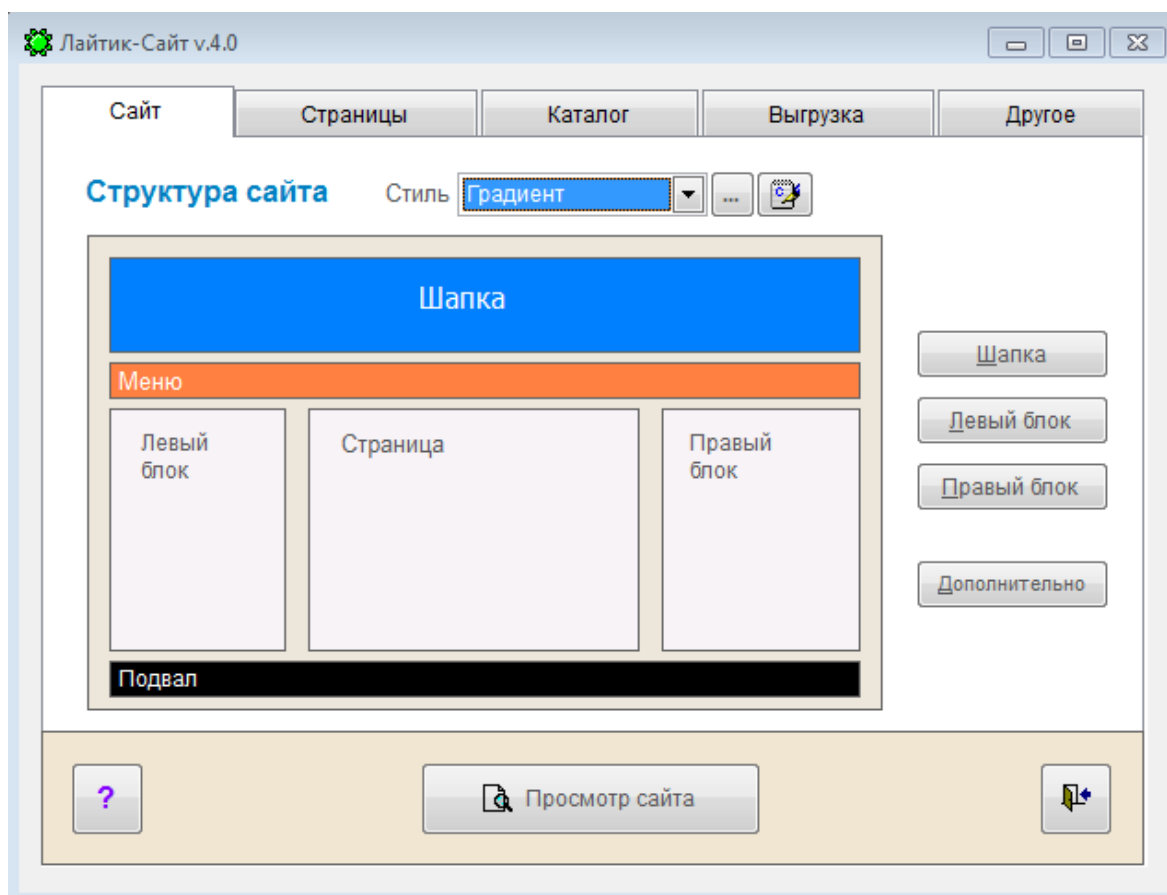 Лайтик-Сайт v.4.0
Сайт Страницы Каталог Выгрузка Другое
Структура сайта Стиль Градиент ...
Шапка
Меню
Левый
блок
Страница
Правый
блок
Подвал
Шапка
Левый блок
Правый блок
Дополнительно
? Просмотр сайта